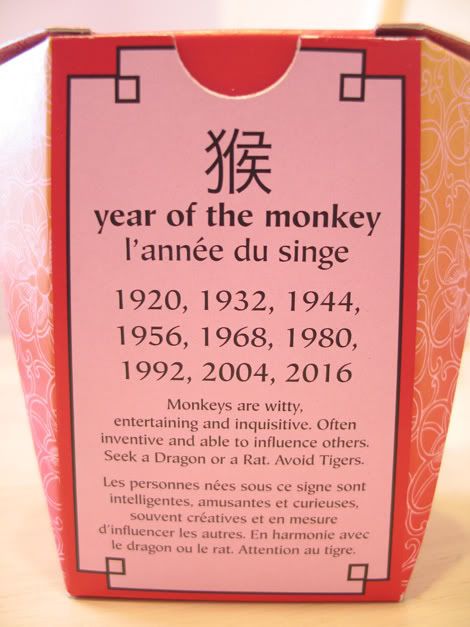 猴
year of the monkey
l'année du singe
1920, 1932, 1944,
1956, 1968, 1980,
1992, 2004, 2016
Monkeys are witty,
entertaining and inquisitive. Often
inventive and able to influence others.
Seek a Dragon or a Rat. Avoid Tigers.
Les personnes nées sous ce signe sont
intelligentes, amusantes et curieuses,
souvent créatives et en mesure
d'influencer les autres. En harmonie avec
le dragon ou le rat. Attention au tigre.